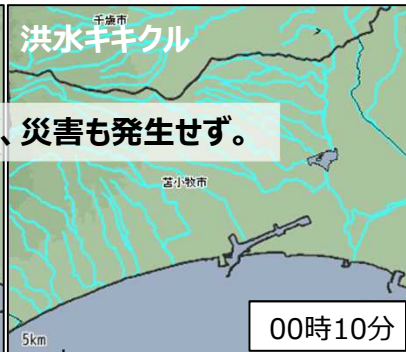 千歳市
洪水キキクル
、災害も発生せず。
苫小牧市
5km
00時10分